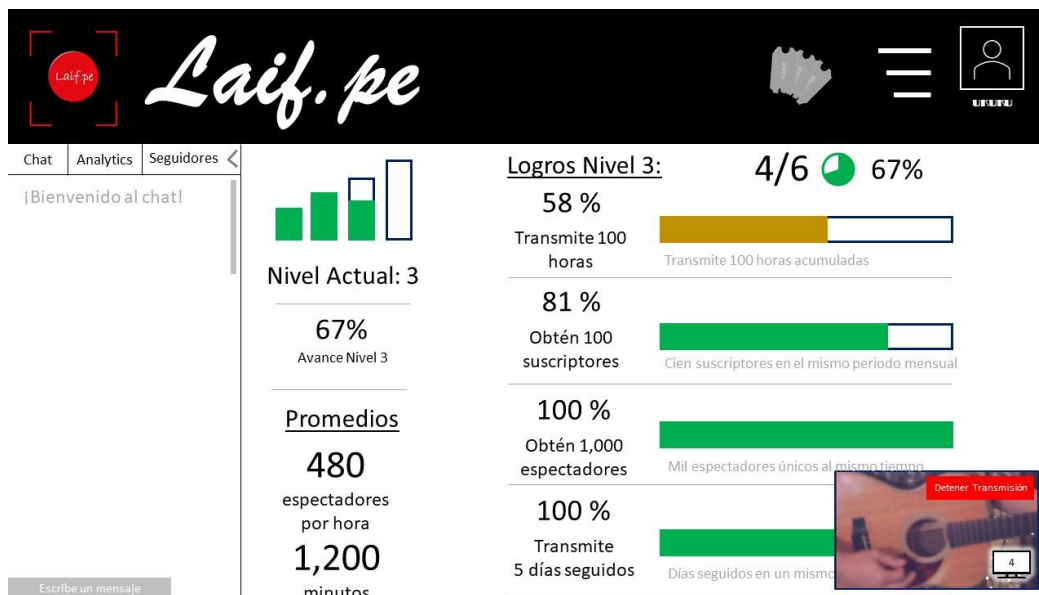 Laifpe
Laif.pe
UKUKU
Chat
Analytics
Seguidores
¡Bienvenido al chat!
Escribe un mensaje
Nivel Actual: 3
67%
Avance Nivel 3
Promedios
480
espectadores
por hora
1,200
minutos
Logros Nivel 3:
4/6
67%
58 %
Transmite 100
horas
Transmite 100 horas acumuladas
81 %
Obtén 100
suscriptores
Cien suscriptores en el mismo periodo mensual
100 %
Obtén 1,000
espectadores
Mil espectadores únicos al mismo tiempo
100 %
Transmite
5 días seguidos
Días seguidos en un mismo
Detener Transmisión
4